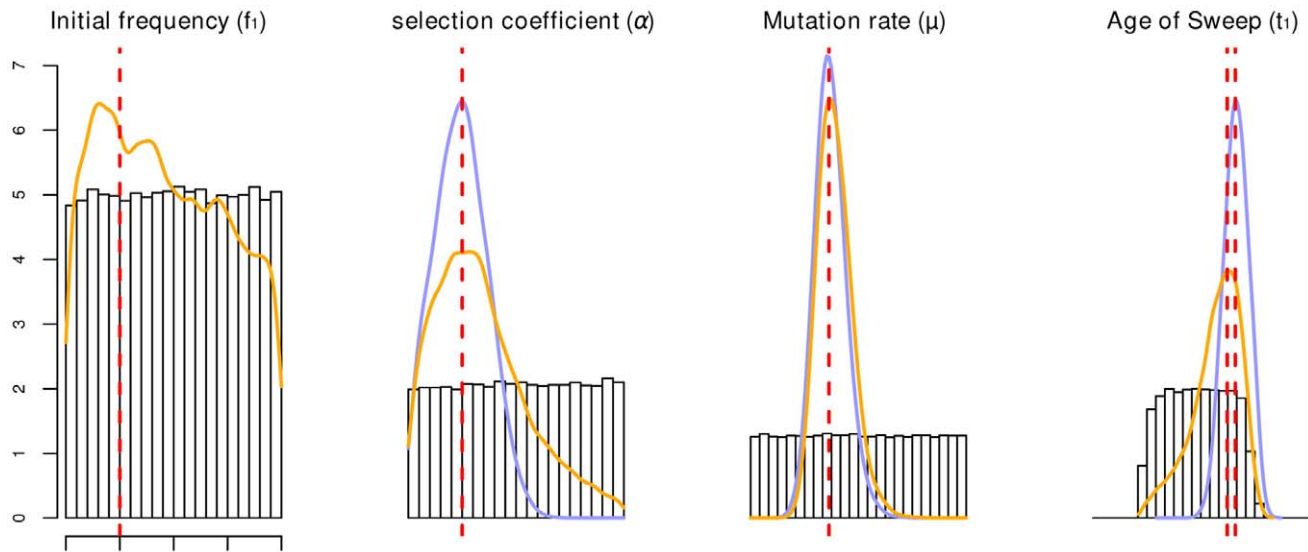 Initial frequency (f₁)
selection coefficient (α)
Mutation rate (μ)
Age of Sweep (t₁)
7
6
5
4
3
2
1
0